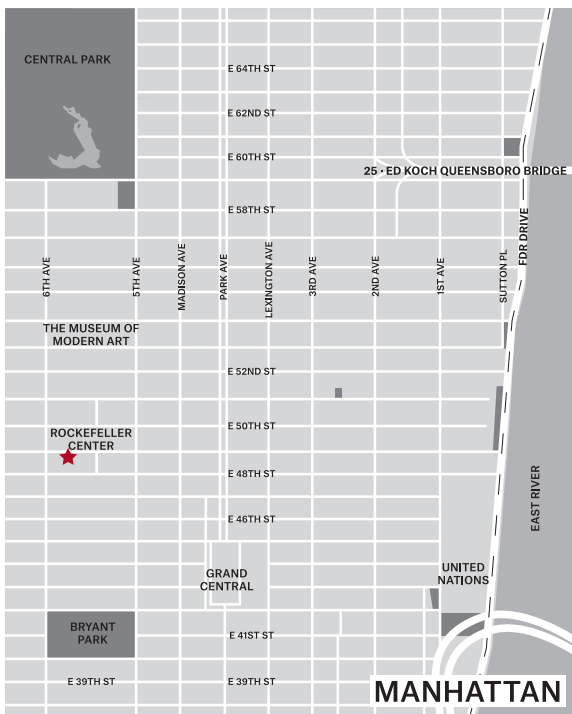 CENTRAL PARK
E 64TH ST
E 62ND ST
E 60TH ST
25 · ED KOCH QUEENSBORO BRIDGE
E 58TH ST
6TH AVE
5TH AVE
MADISON AVE
PARK AVE
LEXINGTON AVE
3RD AVE
2ND AVE
1ST AVE
SUTTON PL
FDR DRIVE
THE MUSEUM OF
MODERN ART
E 52ND ST
E 50TH ST
ROCKEFELLER
CENTER
E 48TH ST
E 46TH ST
EAST RIVER
GRAND
CENTRAL
UNITED
NATIONS
BRYANT
PARK
E 41ST ST
E 39TH ST
E 39TH ST
MANHATTAN